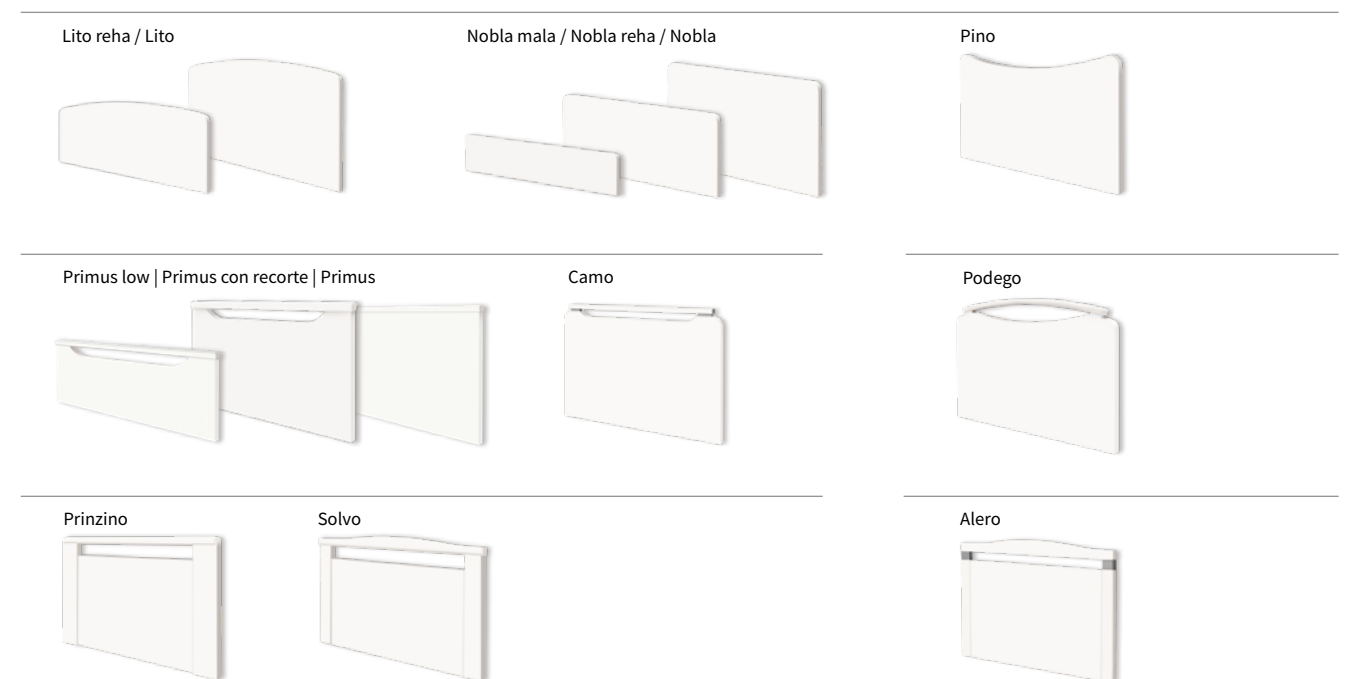 Lito reha / Lito
Nobla mala / Nobla reha / Nobla
Pino
Primus low | Primus con recorte | Primus
Camo
Podego
Prinzino
Solvo
Alero